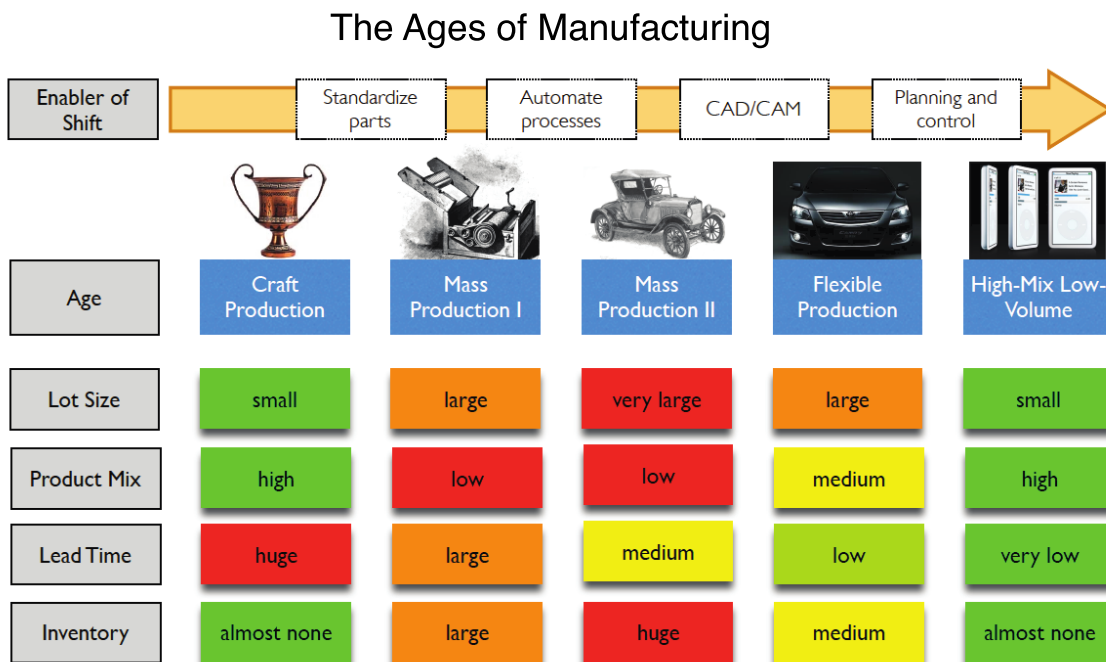 The Ages of Manufacturing
Enabler of
Shift
Standardize
parts
Automate
processes
CAD/CAM
Planning and
control
Age
Craft
Production
Mass
Production I
Mass
Production II
Flexible
Production
High-Mix Low-
Volume
Lot Size
small
large
very large
large
small
Product Mix
high
low
low
medium
high
Lead Time
huge
large
medium
low
very low
Inventory
almost none
large
huge
medium
almost none